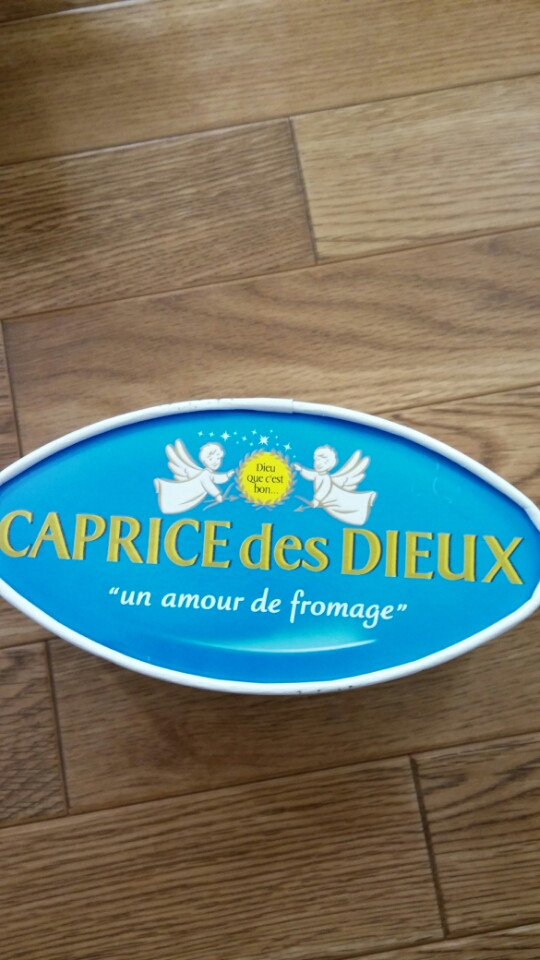 Dieu
Que c'est
bon...
CAPRICE des DIEUX
"un amour de fromage"